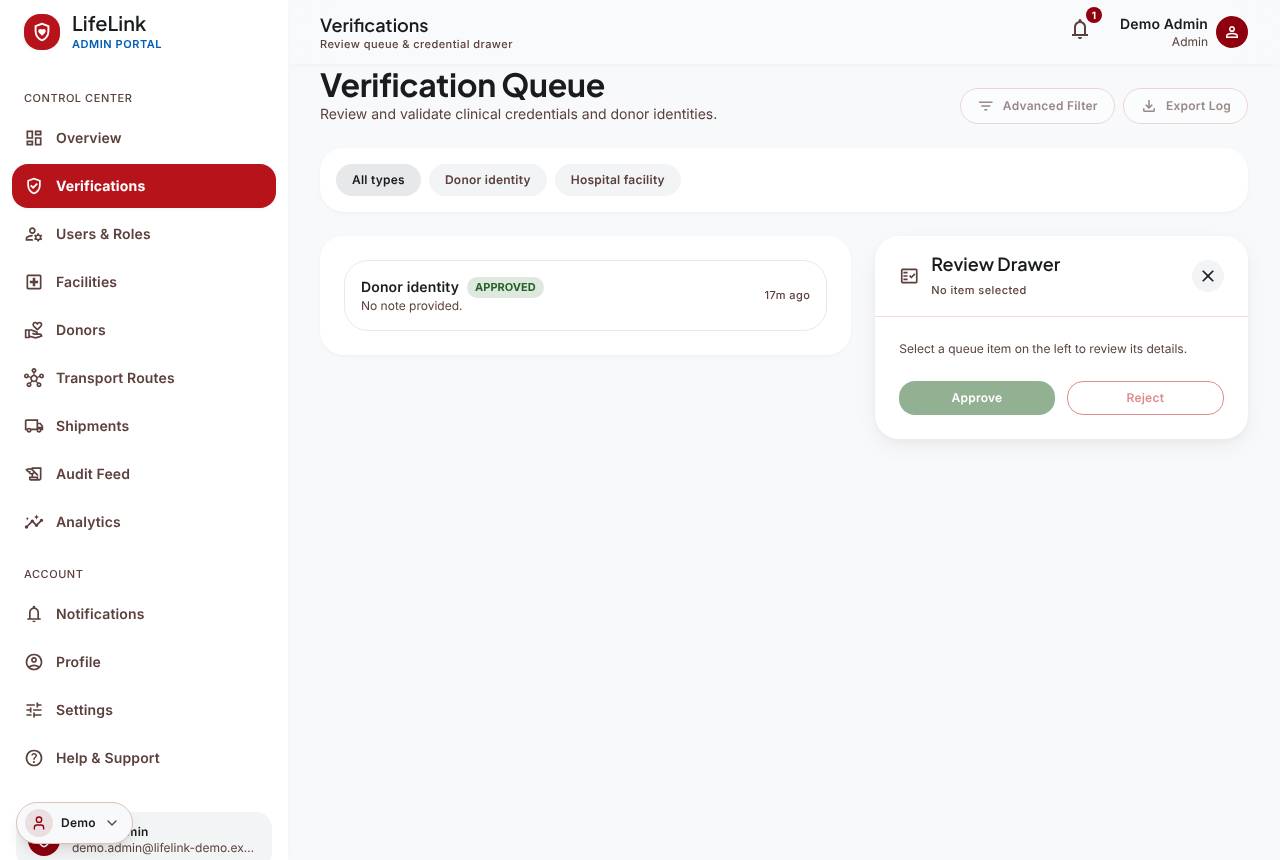 LifeLink
ADMIN PORTAL
CONTROL CENTER
Overview
Verifications
Users & Roles
Facilities
Donors
Transport Routes
Shipments
Audit Feed
Analytics
ACCOUNT
Notifications
Profile
Settings
Help & Support
Demo
demo.admin@lifelink-demo.ex...
Verifications
Review queue & credential drawer
1
Demo Admin
Admin
Verification Queue
Review and validate clinical credentials and donor identities.
Advanced Filter
Export Log
All types
Donor identity
Hospital facility
Donor identity
APPROVED
No note provided.
17m ago
Review Drawer
No item selected
Select a queue item on the left to review its details.
Approve
Reject